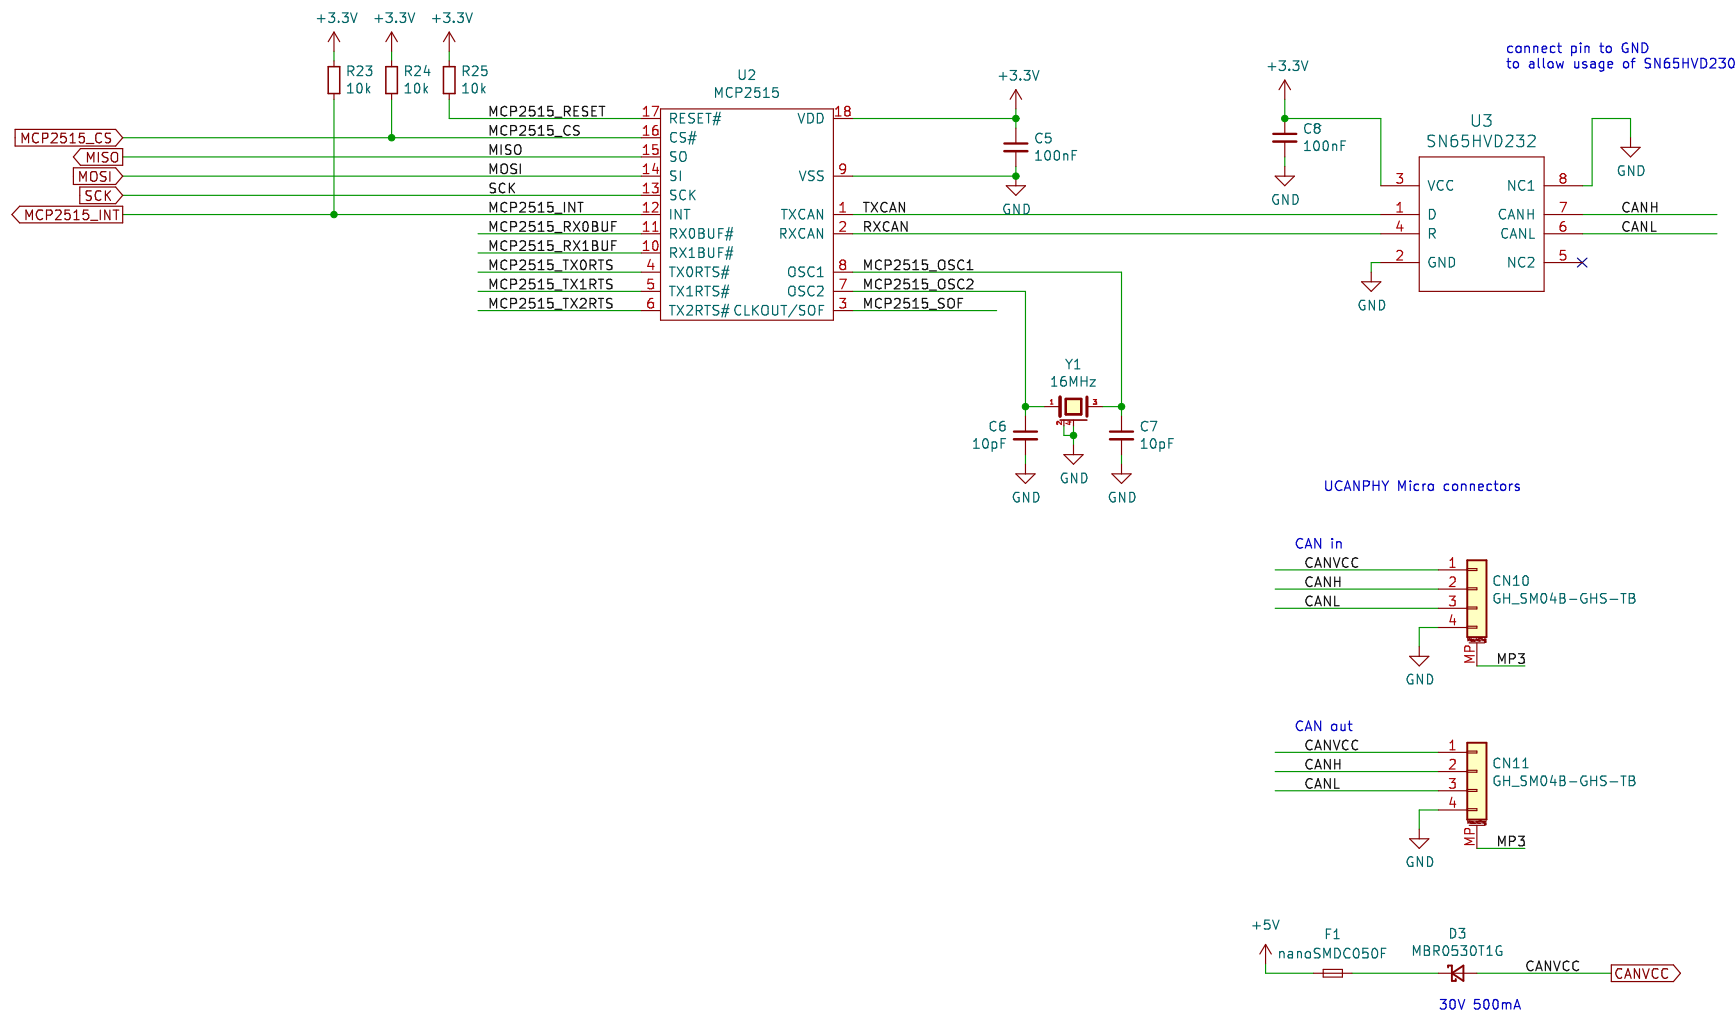 +3.3V
+3.3V
+3.3V
R23
10k
R24
10k
R25
10k
MCP2515_CS
MISO
MOSI
SCK
MCP2515_INT
MCP2515_RESET
MCP2515_CS
MISO
MOSI
SCK
MCP2515_INT
MCP2515_RX0BUF
MCP2515_RX1BUF
MCP2515_TX0RTS
MCP2515_TX1RTS
MCP2515_TX2RTS
U2
MCP2515
17 RESET#
16 CS#
15 SO
14 SI
13 SCK
12 INT
11 RX0BUF#
10 RX1BUF#
4 TX0RTS#
5 TX1RTS#
6 TX2RTS#
VDD 18
VSS 9
TXCAN 1
RXCAN 2
OSC1 8
OSC2 7
CLKOUT/SOF 3
TXCAN
RXCAN
MCP2515_OSC1
MCP2515_OSC2
MCP2515_SOF
+3.3V
C5
100nF
GND
Y1
16MHz
1
3
2
4
C6
10pF
GND
GND
C7
10pF
GND
+3.3V
C8
100nF
GND
connect pin to GND
to allow usage of SN65HVD230
U3
SN65HVD232
3 VCC
1 D
4 R
2 GND
NC1 8
CANH 7
CANL 6
NC2 5
GND
GND
CANH
CANL
UCANPHY Micro connectors
CAN in
CANVCC 1
CANH 2
CANL 3
4
CN10
GH_SM04B-GHS-TB
MP
MP3
GND
CAN out
CANVCC 1
CANH 2
CANL 3
4
CN11
GH_SM04B-GHS-TB
MP
MP3
GND
+5V
F1
nanoSMDC050F
D3
MBR0530T1G
CANVCC
CANVCC
30V 500mA